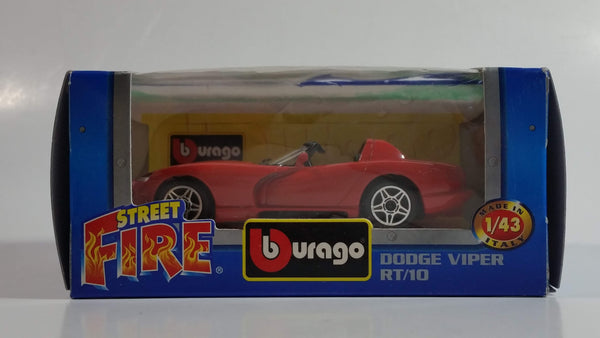 burago
STREET
FIRE®
burago
DODGE VIPER
RT/10
MADE IN
1/43
ITALY